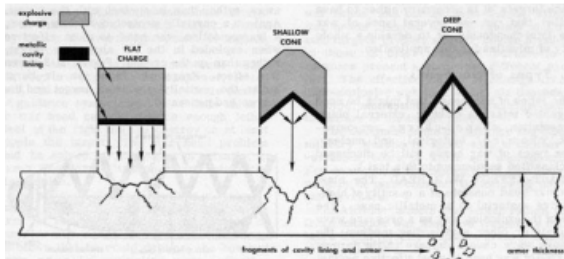 explosive
charge
metallic
cavity
lining
FLAT
CHARGE
SHALLOW
CONE
DEEP
CONE
fragments of cavity lining and armor
armor thickness